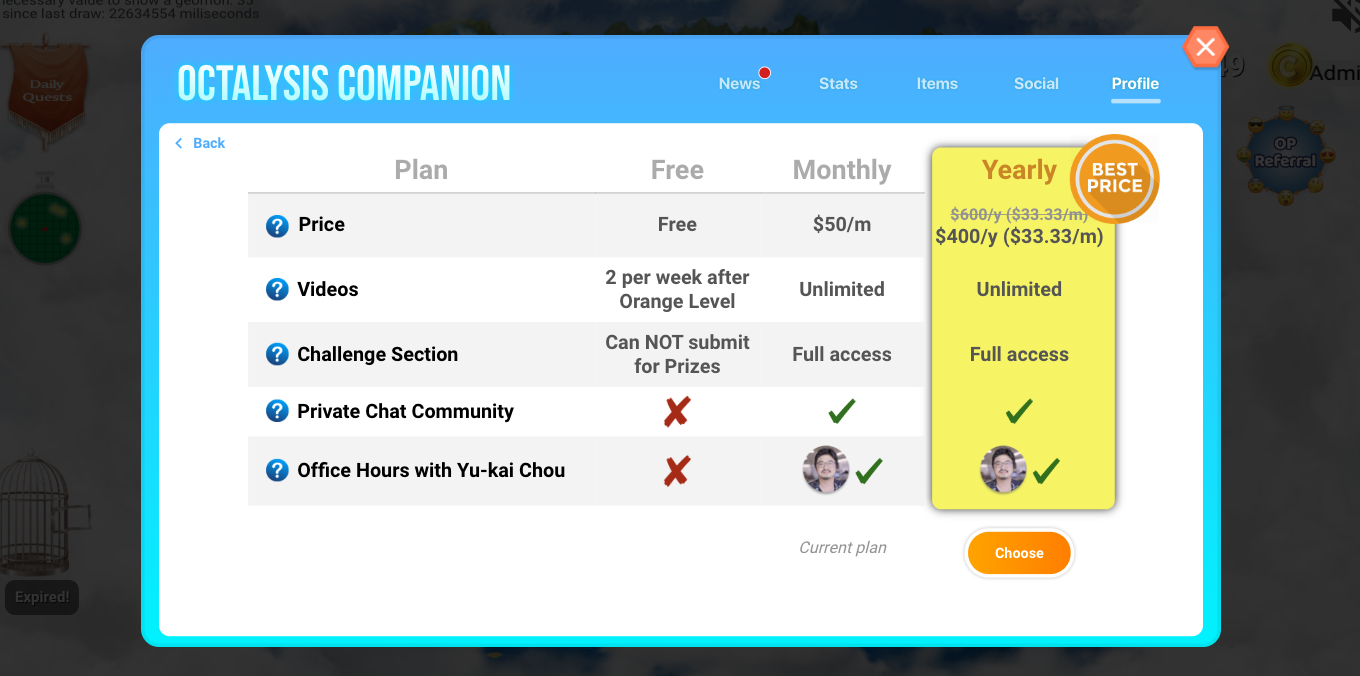 necessary value to show a geomon: 35
since last draw: 22634554 miliseconds
OCTALYSIS COMPANION
News
Stats
Items
Social
Profile
Admi
Daily
Quests
OP
Referral
Back
Plan
Free
Monthly
Yearly
BEST
PRICE
Price
Free
$50/m
$600/y ($33.33/m)
$400/y ($33.33/m)
Videos
2 per week after
Orange Level
Unlimited
Unlimited
Challenge Section
Can NOT submit
for Prizes
Full access
Full access
Private Chat Community
Office Hours with Yu-kai Chou
Current plan
Choose
Expired!